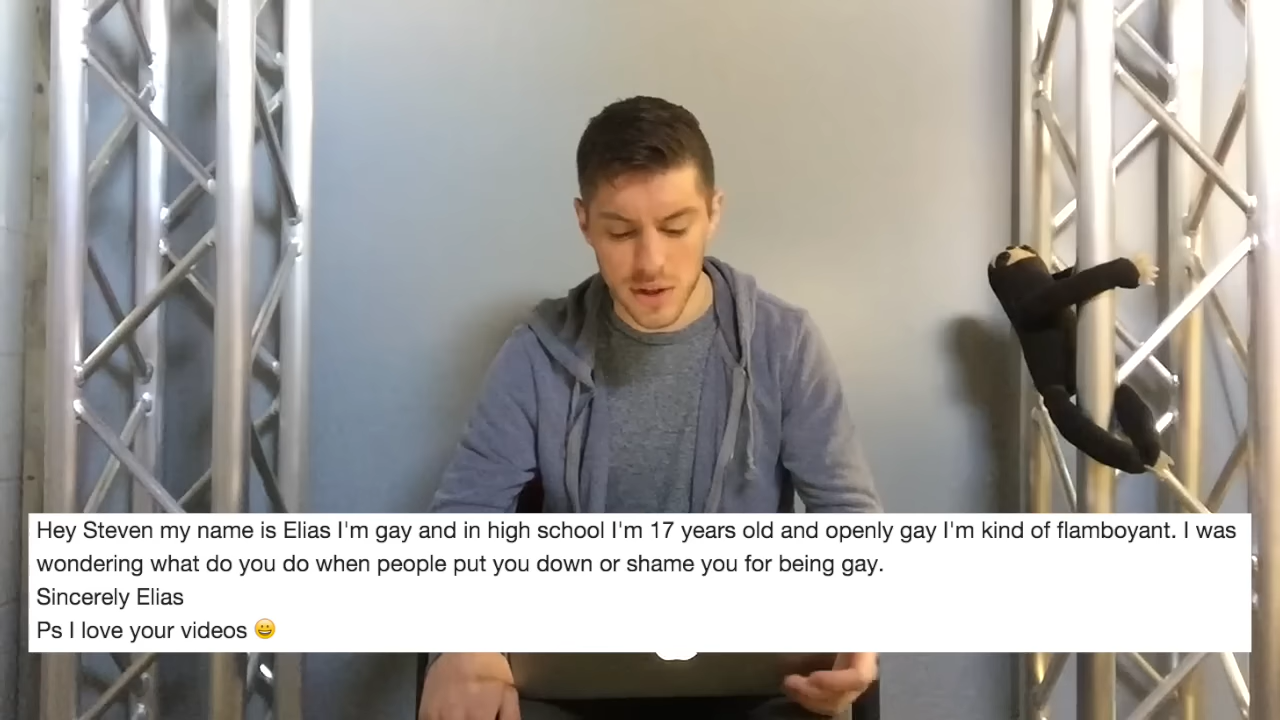 Hey Steven my name is Elias I'm gay and in high school I'm 17 years old and openly gay I'm kind of flamboyant. I was
wondering what do you do when people put you down or shame you for being gay.
Sincerely Elias
Ps I love your videos 😀